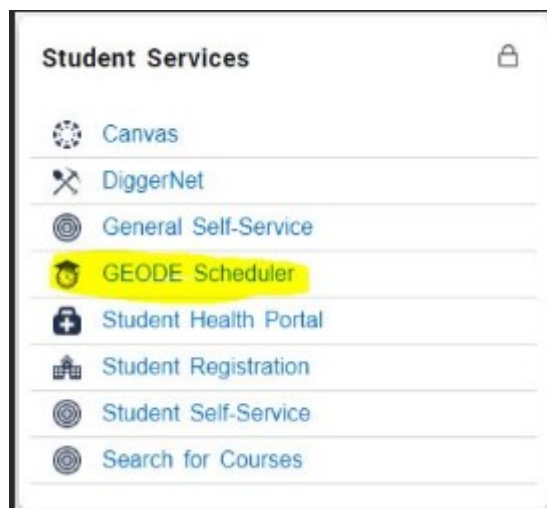 Student Services
Canvas
DiggerNet
General Self-Service
GEODE Scheduler
Student Health Portal
Student Registration
Student Self-Service
Search for Courses